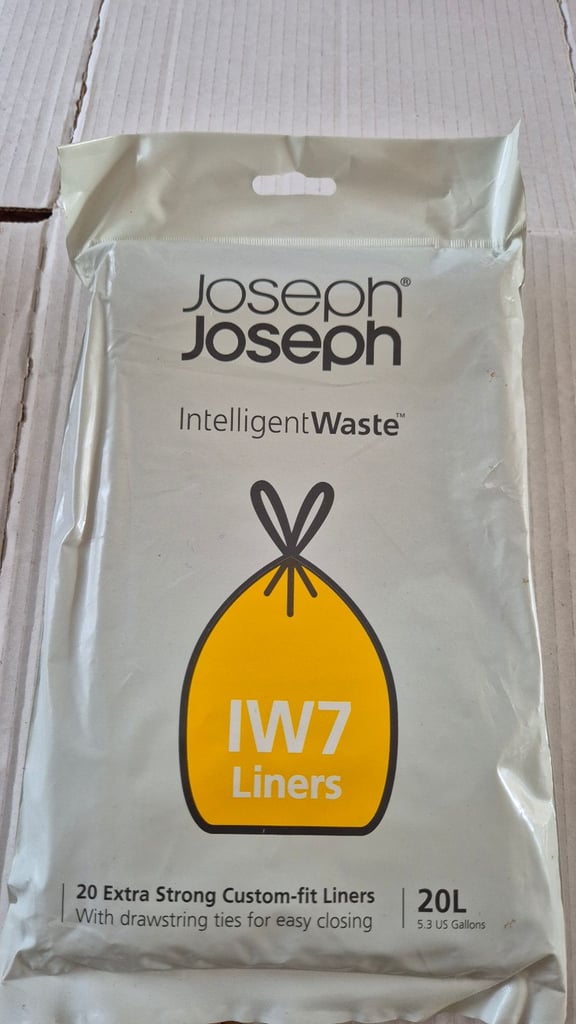 Joseph®
Joseph
IntelligentWaste™
IW7
Liners
20 Extra Strong Custom-fit Liners
With drawstring ties for easy closing
20L
5.3 US Gallons